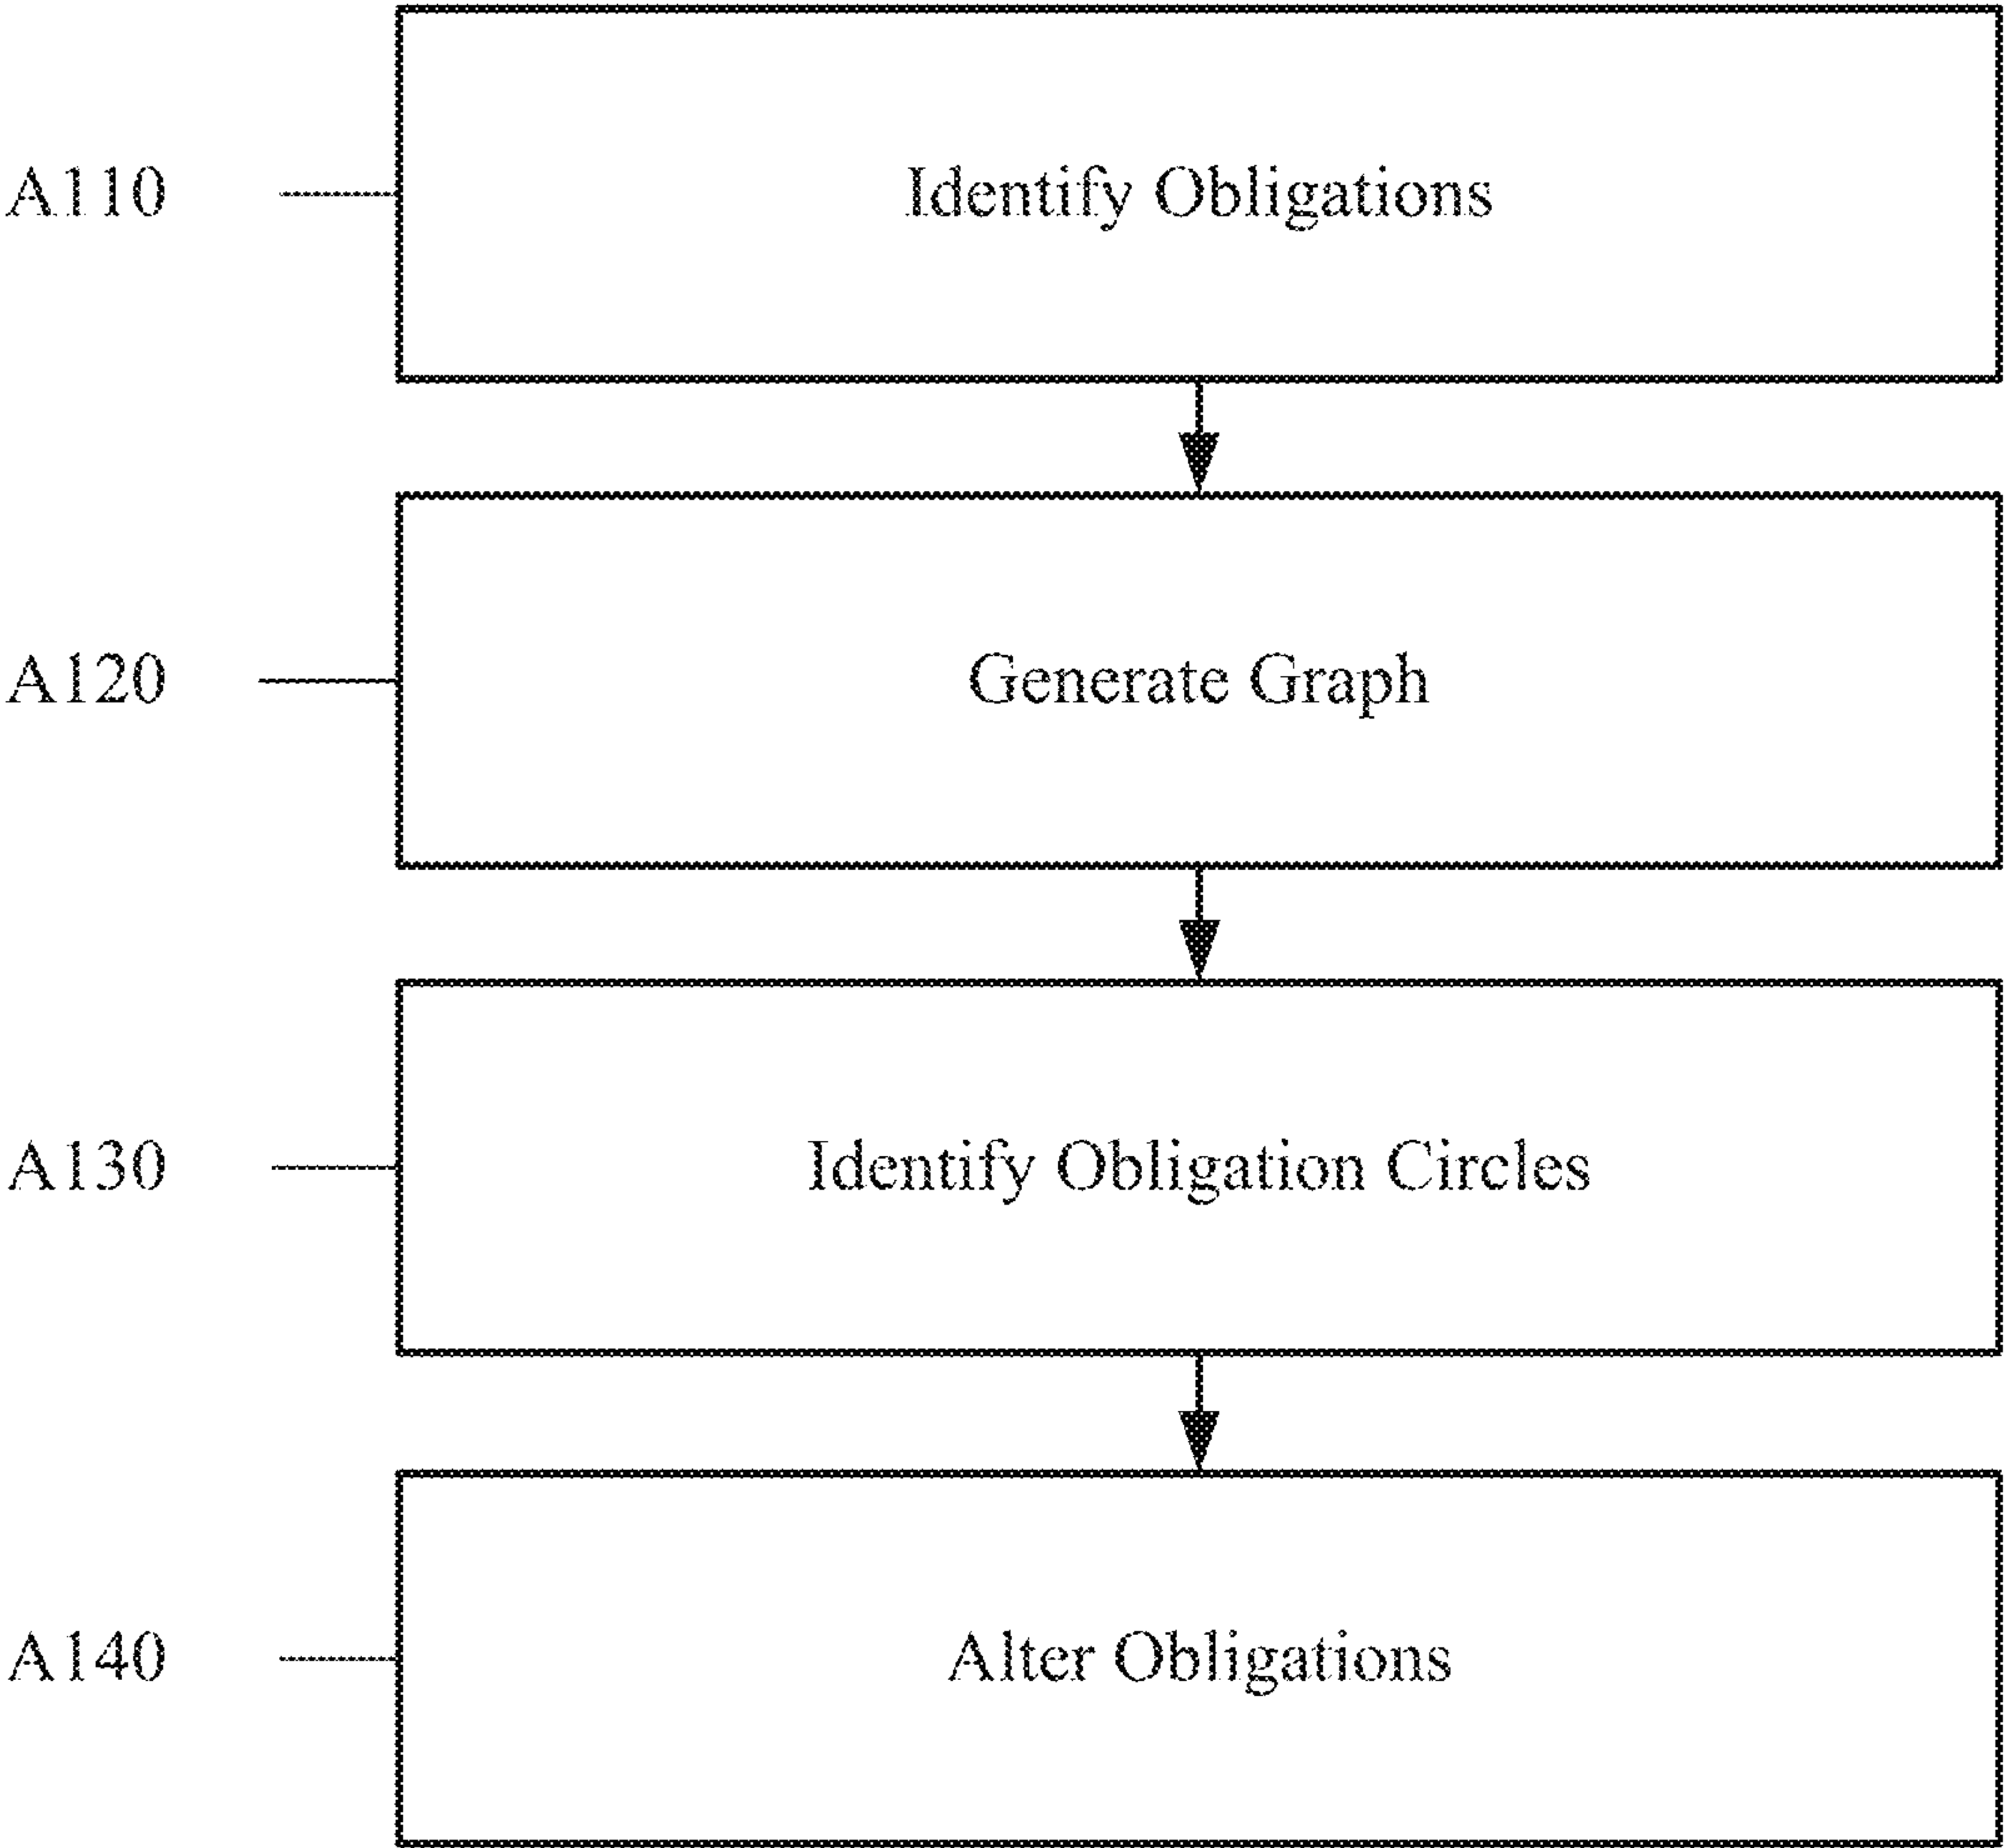 A110
Identify Obligations
A120
Generate Graph
A130
Identify Obligation Circles
A140
Alter Obligations